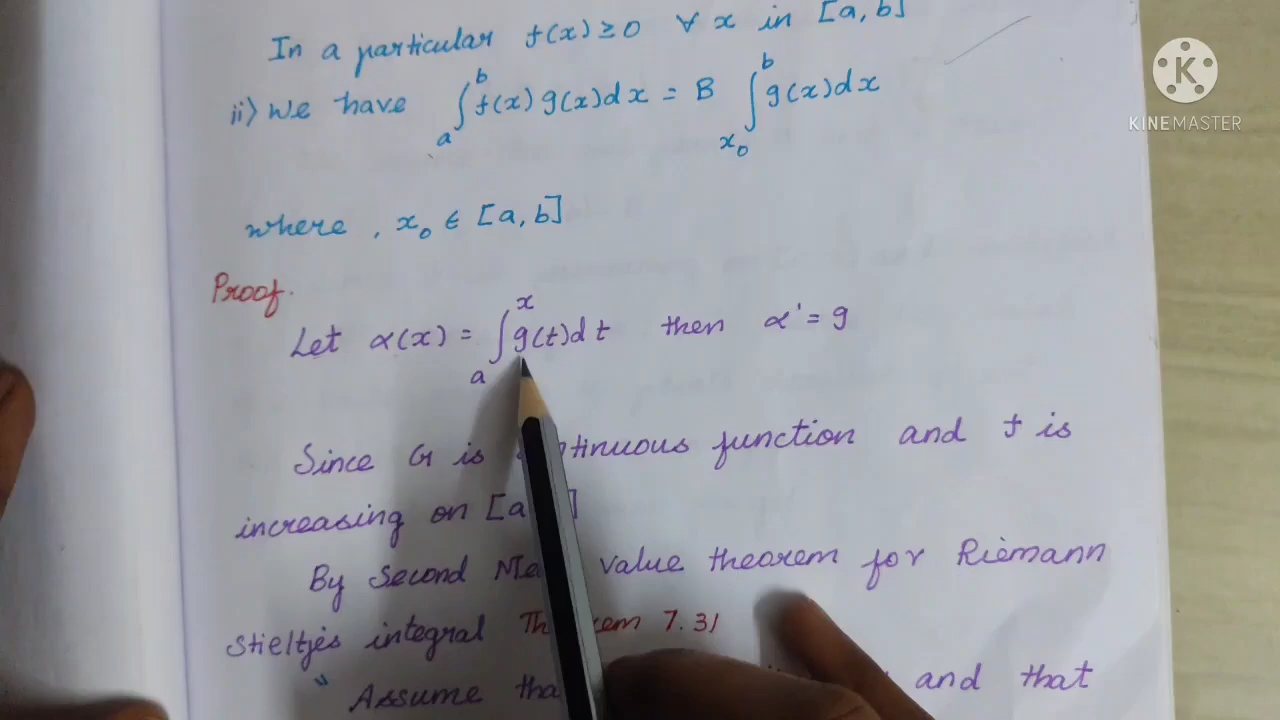 In a particular f(x) ≥ 0 ∀ x in [a, b]
ii) We have ∫_a^b f(x) g(x) dx = B ∫_{x₀}^b g(x) dx
where, x₀ ∈ [a, b]
Proof.
Let α(x) = ∫_a^x g(t) dt then α' = g
Since G is function and f is
increasing on [a
By Second value theorem for Riemann
Stieltjes integral 7.31
" Assume and that
K
KINEMASTER